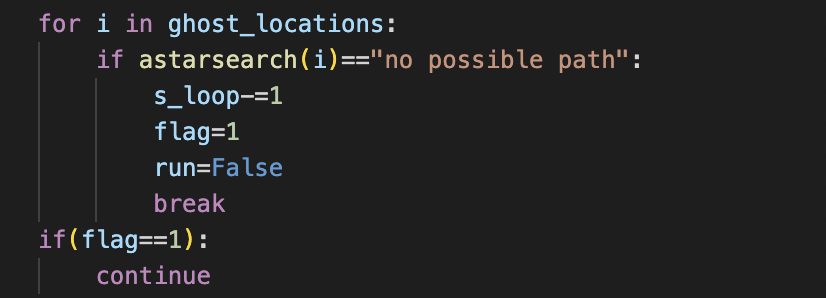 for i in ghost_locations:
    if astarsearch(i)=="no possible path":
        s_loop-=1
        flag=1
        run=False
        break
if(flag==1):
    continue